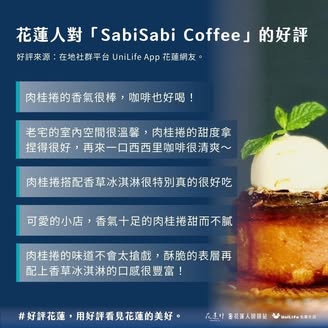 花蓮人對「SabiSabi Coffee」的好評
好評來源：在地社群平台 UniLife App 花蓮網友。
肉桂捲的香氣很棒，咖啡也好喝！
老宅的室內空間很溫馨，肉桂捲的甜度拿
捏得很好，再來一口西西里咖啡很清爽～
肉桂捲搭配香草冰淇淋很特別真的很好吃
可愛的小店，香氣十足的肉桂捲甜而不膩
肉桂捲的味道不會太搶戲，酥脆的表層再
配上香草冰淇淋的口感很豐富！
＃好評花蓮，用好評看見花蓮的美好。
UniLife